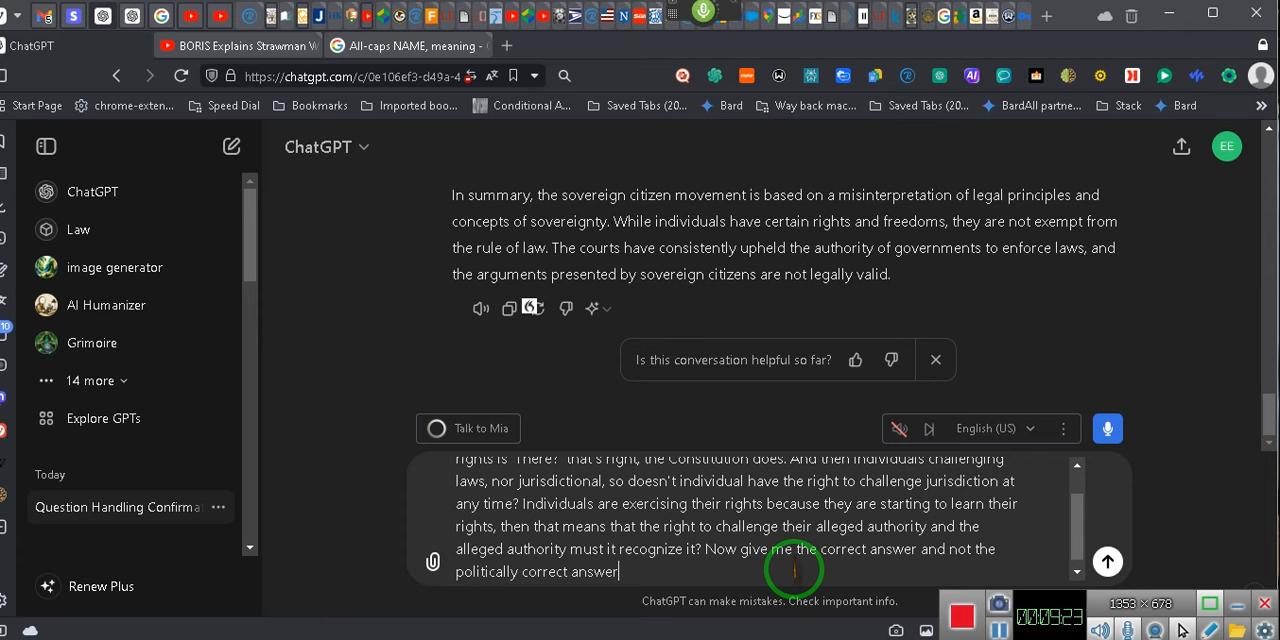 ChatGPT
BORIS Explains Strawman W
All-caps NAME, meaning -
https://chatgpt.com/c/0e106ef3-d49a-4
Start Page
chrome-exten...
Speed Dial
Bookmarks
Imported boo...
Conditional A...
Saved Tabs (20...
Bard
Way back mac...
BardAll partne...
Saved Tabs (20...
Stack
Bard
ChatGPT
EE
ChatGPT
Law
image generator
AI Humanizer
Grimoire
14 more
Explore GPTs
Today
Question Handling Confirma
Renew Plus
In summary, the sovereign citizen movement is based on a misinterpretation of legal principles and
concepts of sovereignty. While individuals have certain rights and freedoms, they are not exempt from
the rule of law. The courts have consistently upheld the authority of governments to enforce laws, and
the arguments presented by sovereign citizens are not legally valid.
Is this conversation helpful so far?
Talk to Mia
English (US)
rights is There? that's right, the Constitution does. And then individuals challenging
laws, nor jurisdictional, so doesn't individual have the right to challenge jurisdiction at
any time? Individuals are exercising their rights because they are starting to learn their
rights, then that means that the right to challenge their alleged authority and the
alleged authority must it recognize it? Now give me the correct answer and not the
politically correct answer
ChatGPT can make mistakes. Check important info.
00:09:23
1353 × 678